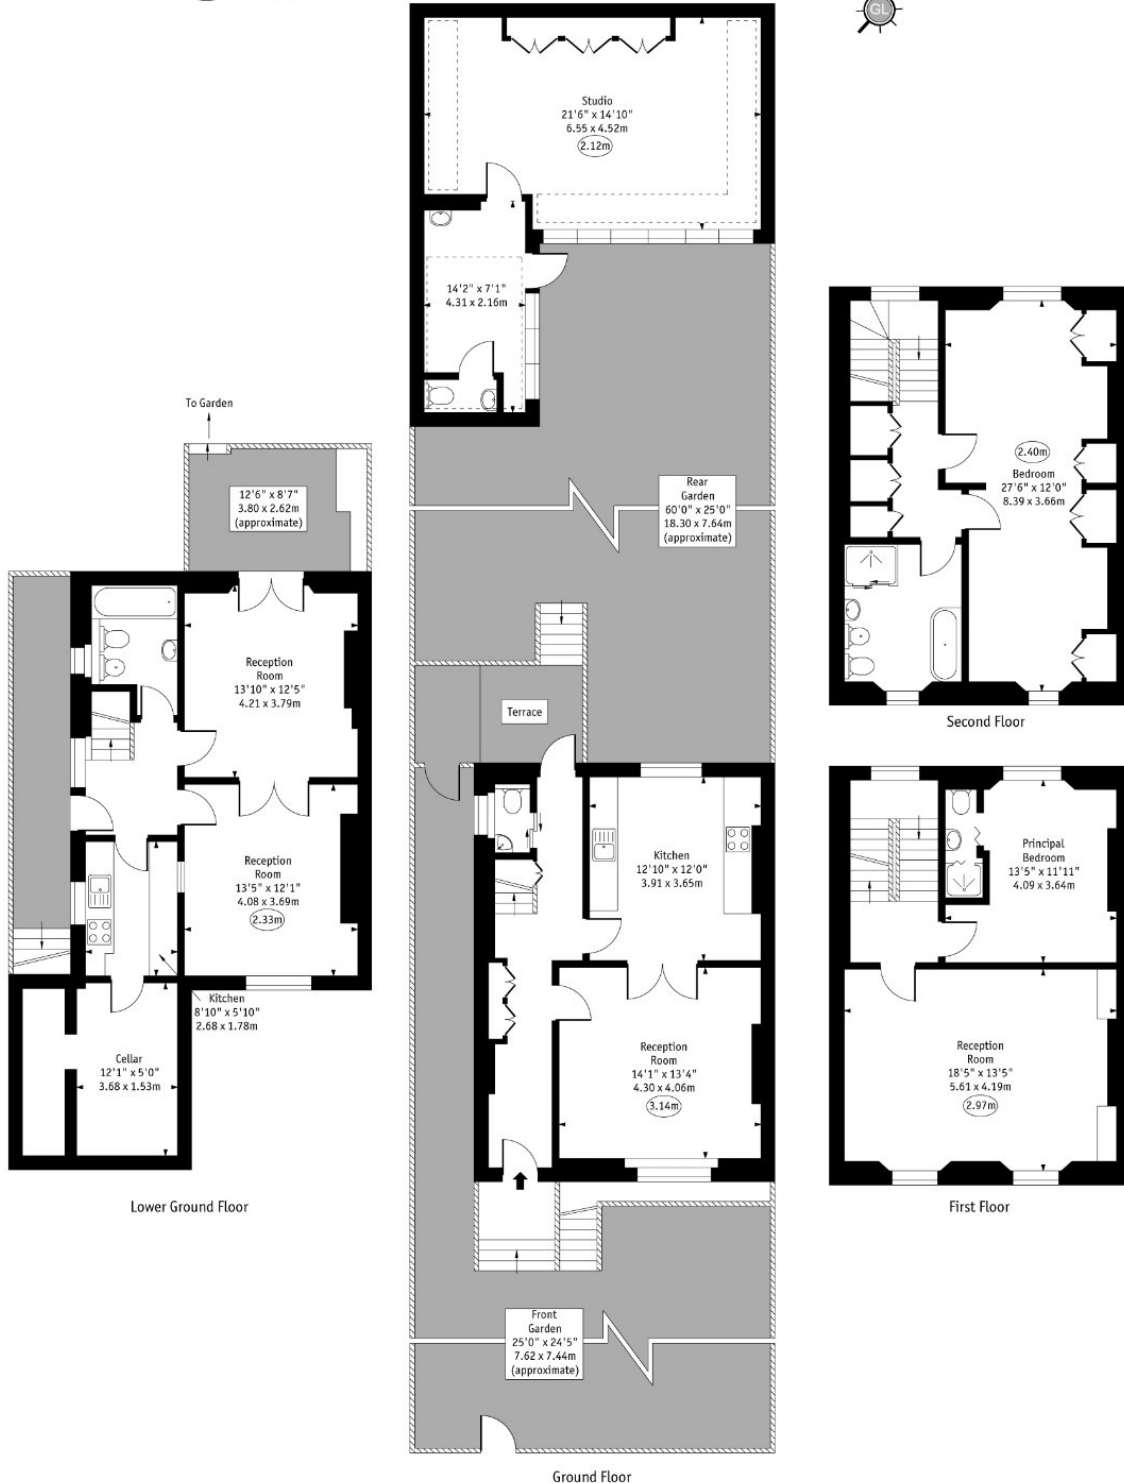 GL
Studio
21'6" x 14'10"
6.55 x 4.52m
2.12m
14'2" x 7'1"
4.31 x 2.16m
To Garden
12'6" x 8'7"
3.80 x 2.62m
(approximate)
Rear
Garden
60'0" x 25'0"
18.30 x 7.64m
(approximate)
2.40m
Bedroom
27'6" x 12'0"
8.39 x 3.66m
Second Floor
Reception
Room
13'10" x 12'5"
4.21 x 3.79m
Terrace
Reception
Room
13'5" x 12'1"
4.08 x 3.69m
2.33m
Kitchen
12'10" x 12'0"
3.91 x 3.65m
Principal
Bedroom
13'5" x 11'11"
4.09 x 3.64m
Kitchen
8'10" x 5'10"
2.68 x 1.78m
Cellar
12'1" x 5'0"
3.68 x 1.53m
Reception
Room
14'1" x 13'4"
4.30 x 4.06m
3.14m
Reception
Room
18'5" x 13'5"
5.61 x 4.19m
2.97m
Lower Ground Floor
First Floor
Front
Garden
25'0" x 24'5"
7.62 x 7.44m
(approximate)
Ground Floor